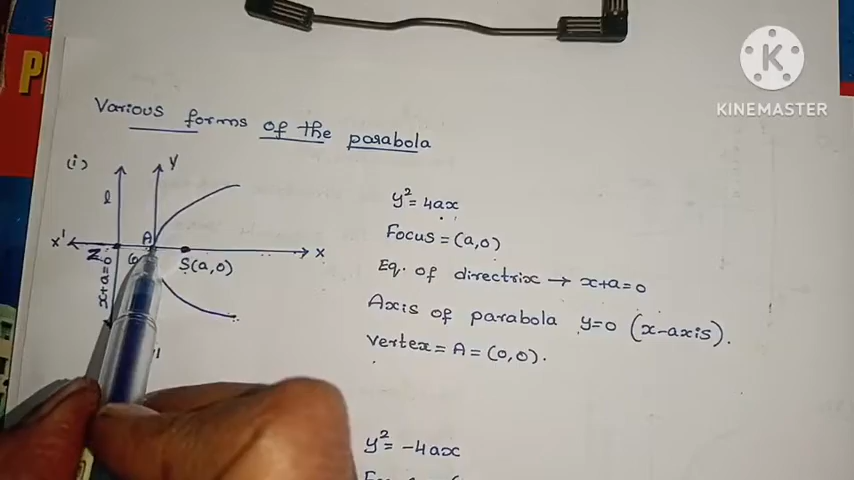 K
KINEMASTER
Various forms of the parabola
(i)
Y
l
y² = 4ax
A
Focus = (a,0)
x'
x
Z
S(a,0)
Eq. of directrix → x+a=0
x+a=0
Axis of parabola y=0 (x-axis).
vertex = A = (0,0).
y² = -4ax